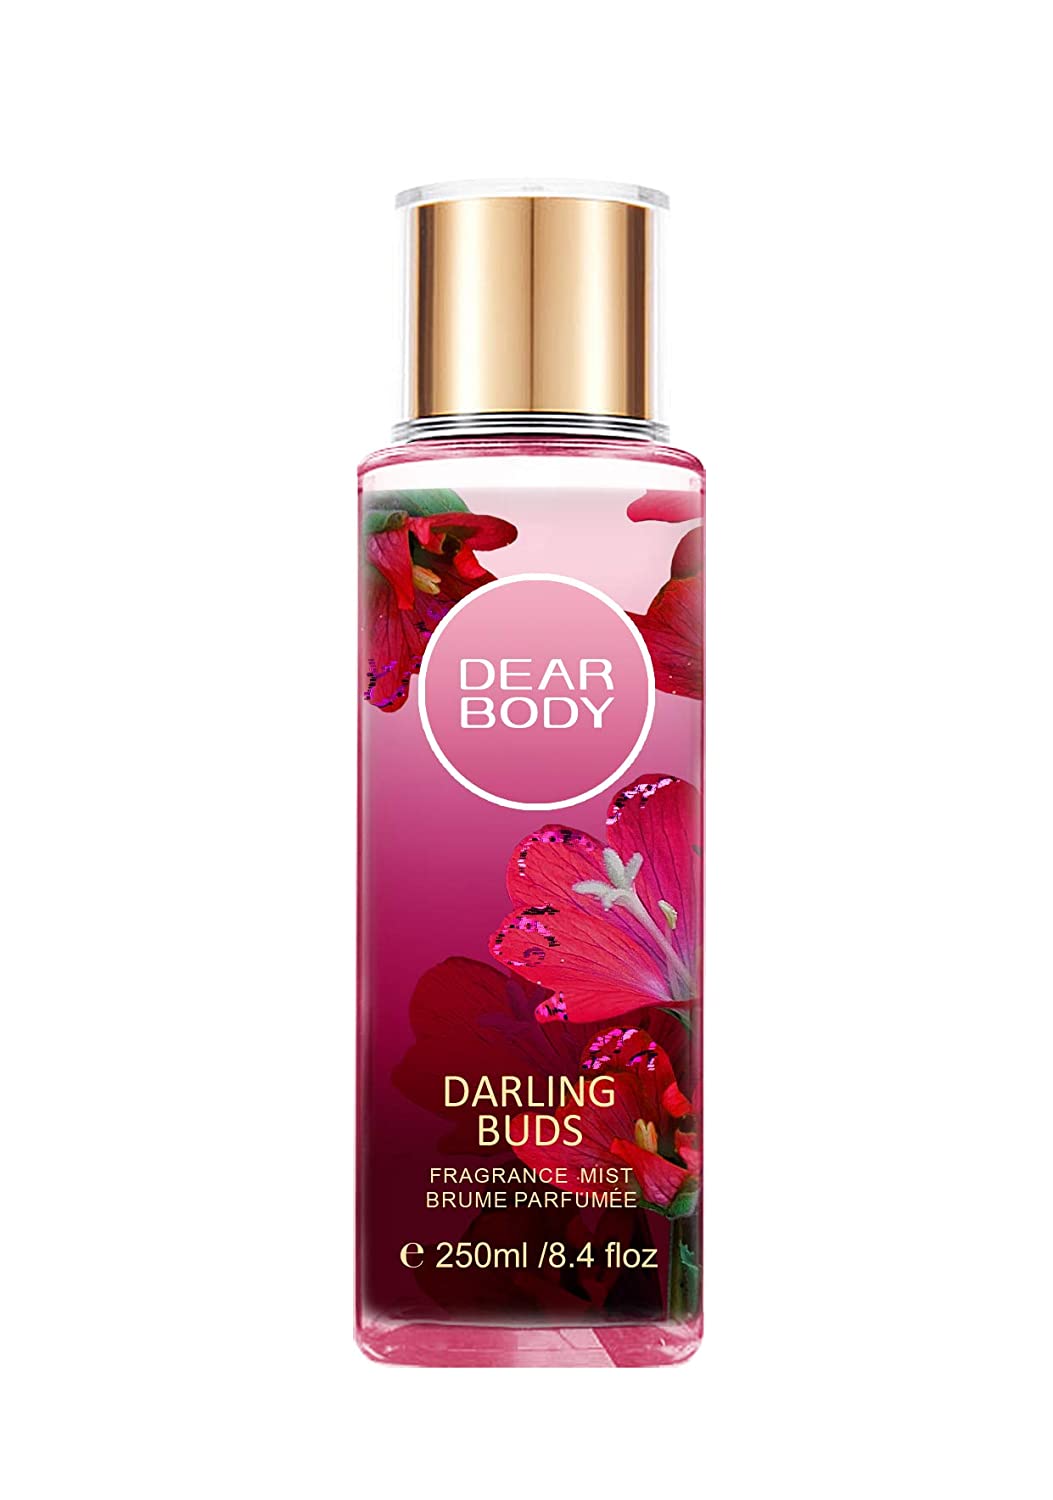 DEAR
BODY
DARLING
BUDS
FRAGRANCE MIST
BRUME PARFUMÉE
℮ 250ml /8.4 floz